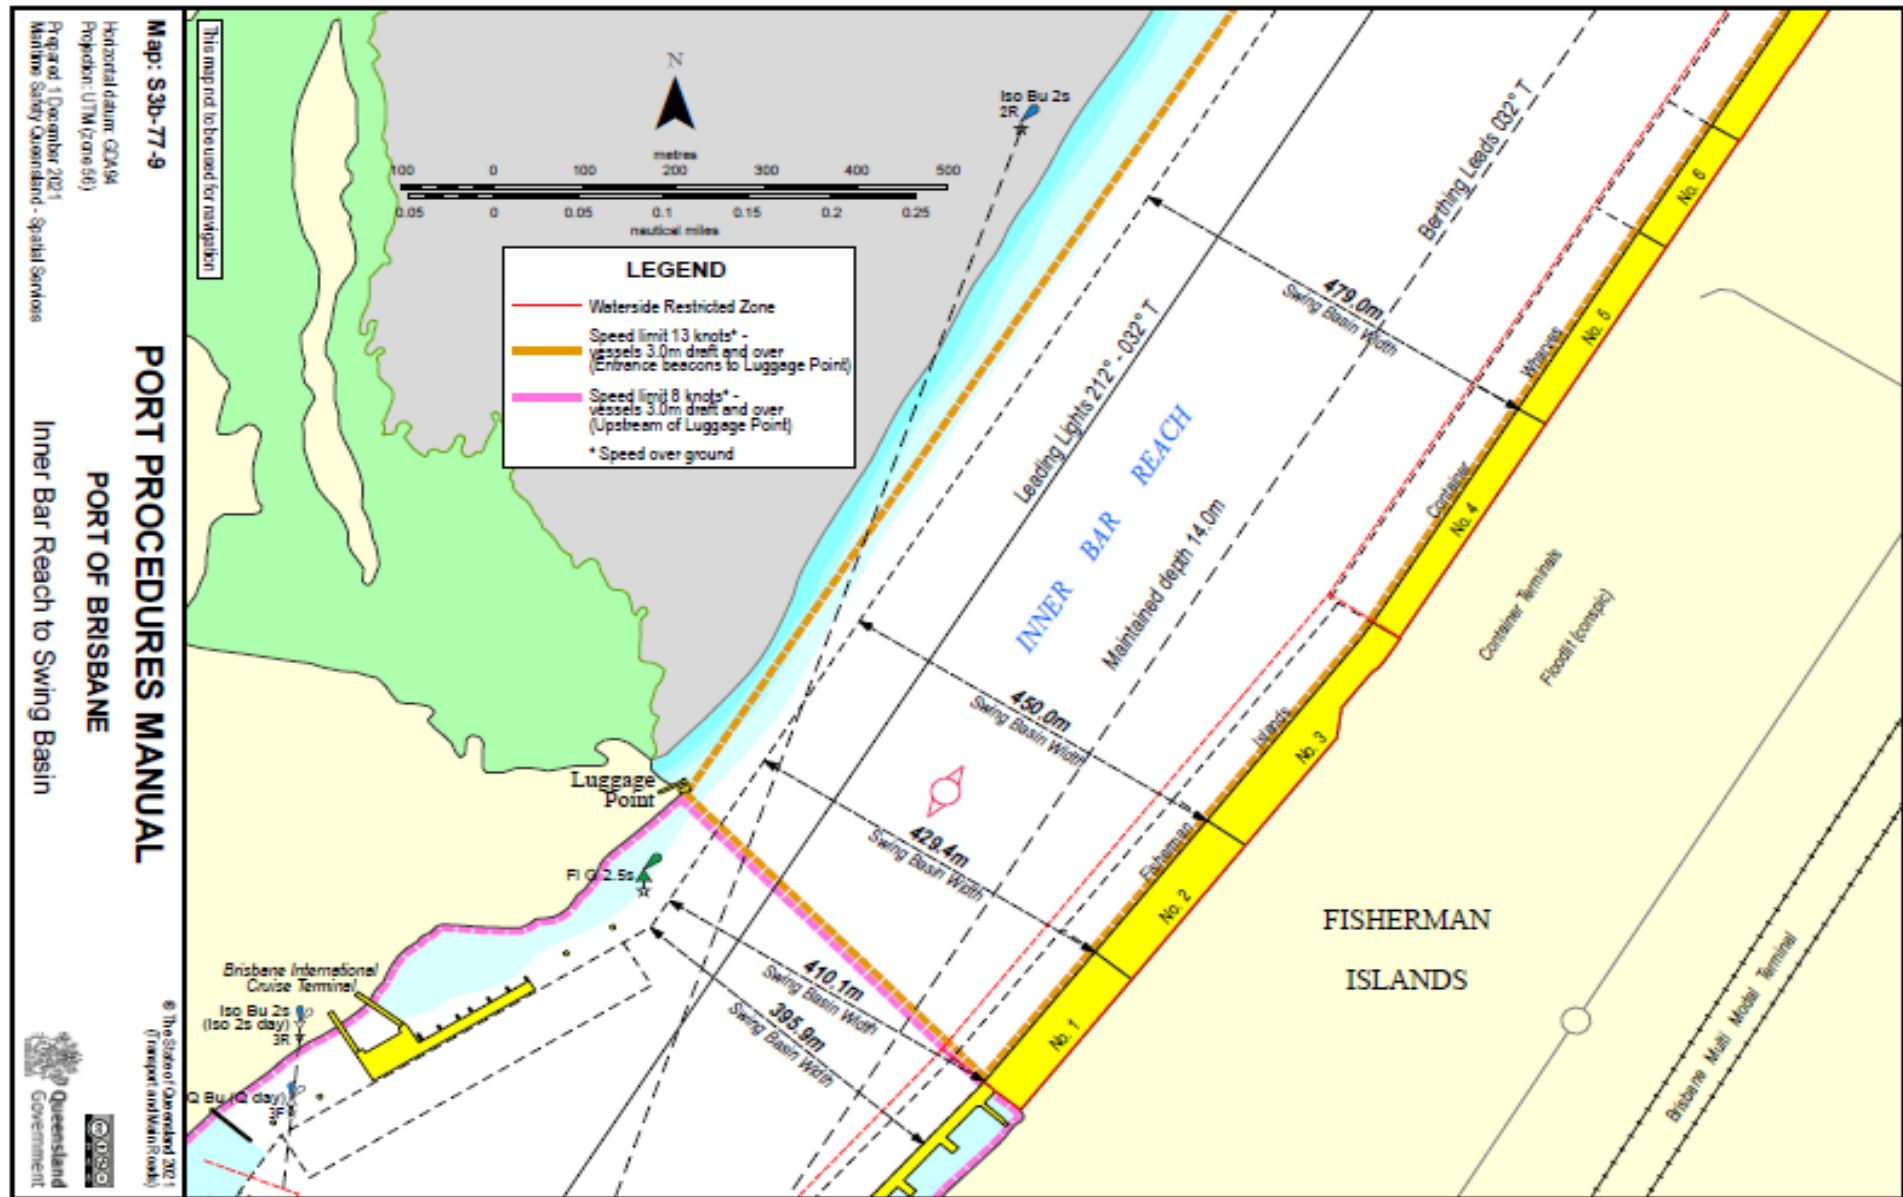 This map not to be used for navigation
Map: S3b-77-9
Horizontal datum: GDA94
Projection: UTM (zone 56)
Prepared 1 December 2021
Maritime Safety Queensland - Spatial Services
PORT PROCEDURES MANUAL
PORT OF BRISBANE
Inner Bar Reach to Swing Basin
© The State of Queensland 2021
(Transport and Main Roads)
Queensland
Government
N
metres
100 0 100 200 300 400 500
0.05 0 0.05 0.1 0.15 0.2 0.25
nautical miles
LEGEND
Waterside Restricted Zone
Speed limit 13 knots* -
vessels 3.0m draft and over
(Entrance beacons to Luggage Point)
Speed limit 8 knots* -
vessels 3.0m draft and over
(Upstream of Luggage Point)
* Speed over ground
Iso Bu 2s
2R
Berthing Leads 032° T
Leading Lights 212° - 032° T
INNER BAR REACH
Maintained depth 14.0m
479.0m
Swing Basin Width
450.0m
Swing Basin Width
429.4m
Swing Basin Width
410.1m
Swing Basin Width
395.9m
Swing Basin Width
Fisherman Islands Container Wharves
No. 6
No. 5
No. 4
No. 3
No. 2
No. 1
Container Terminals
Floodlit (conspic)
FISHERMAN
ISLANDS
Brisbane Multi Modal Terminal
Luggage
Point
Fl G 2.5s
Brisbane International
Cruise Terminal
Iso Bu 2s
(Iso 2s day)
3R
Q Bu (Q day)
3F